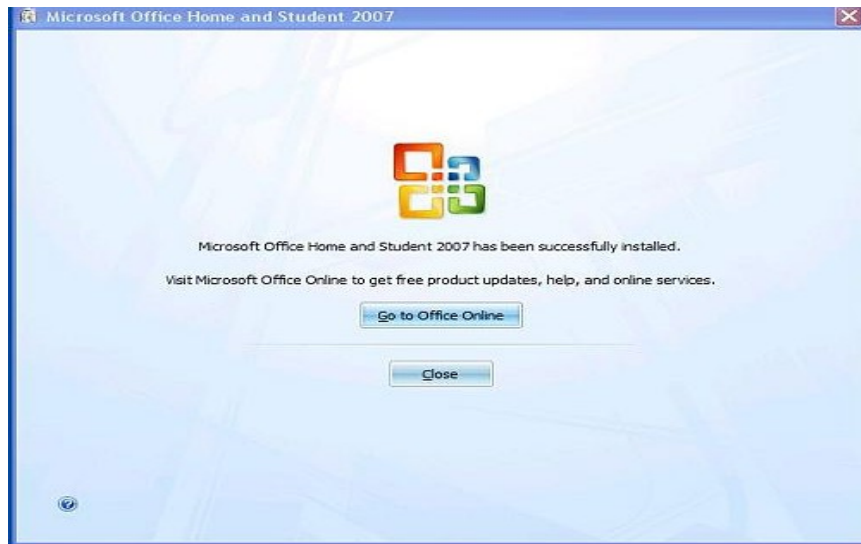 Microsoft Office Home and Student 2007
Microsoft Office Home and Student 2007 has been successfully installed.
Visit Microsoft Office Online to get free product updates, help, and online services.
Go to Office Online
Close